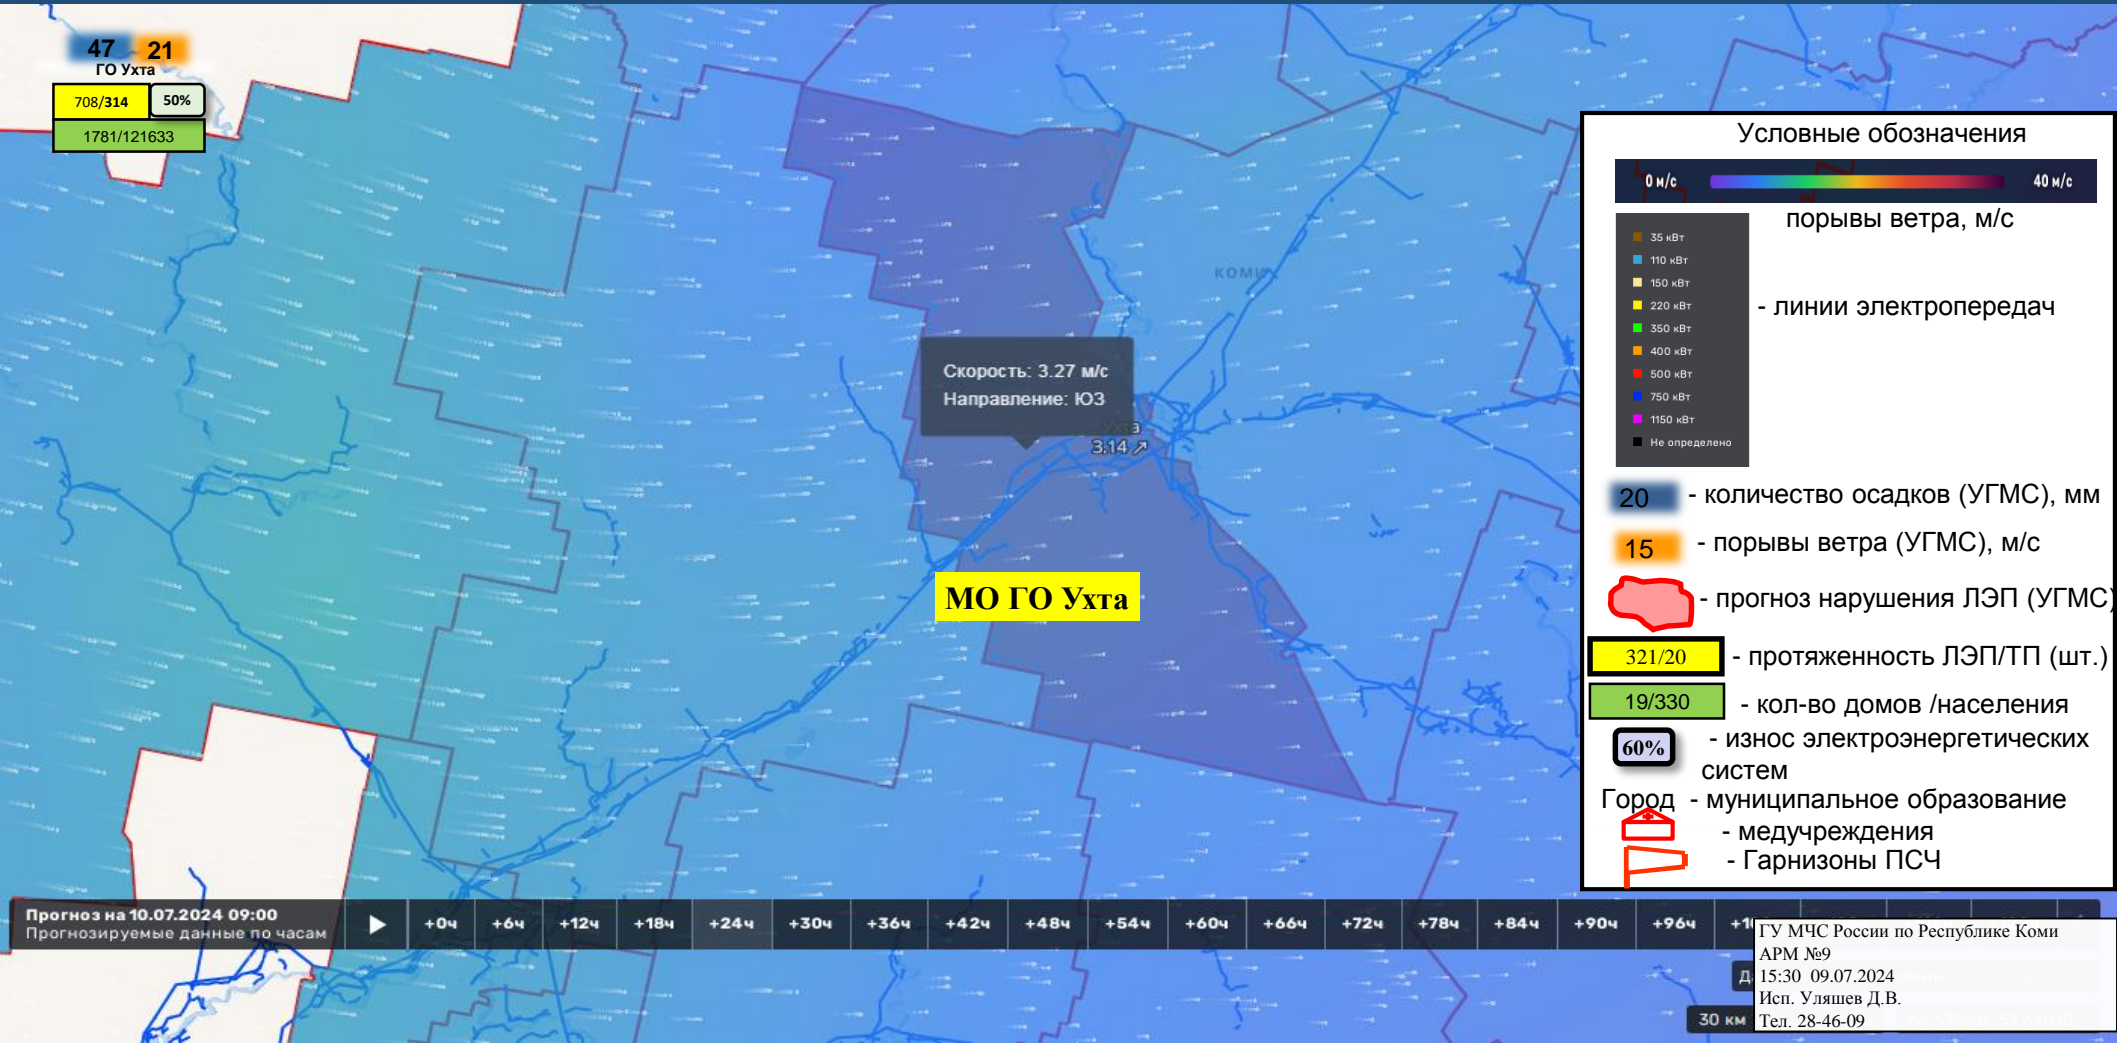 47 21
ГО Ухта
708/314 50%
1781/121633
КОМИ
Скорость: 3.27 м/с
Направление: ЮЗ
Ухта
3.14
МО ГО Ухта
Условные обозначения
0 м/с 40 м/с
порывы ветра, м/с
35 кВт
110 кВт
150 кВт
220 кВт
350 кВт
400 кВт
500 кВт
750 кВт
1150 кВт
Не определено
- линии электропередач
20 - количество осадков (УГМС), мм
15 - порывы ветра (УГМС), м/с
- прогноз нарушения ЛЭП (УГМС)
321/20 - протяженность ЛЭП/ТП (шт.)
19/330 - кол-во домов /населения
60% - износ электроэнергетических
систем
Город - муниципальное образование
- медучреждения
- Гарнизоны ПСЧ
Прогноз на 10.07.2024 09:00
Прогнозируемые данные по часам
+0ч +6ч +12ч +18ч +24ч +30ч +36ч +42ч +48ч +54ч +60ч +66ч +72ч +78ч +84ч +90ч +96ч
ГУ МЧС России по Республике Коми
АРМ №9
15:30 09.07.2024
Исп. Уляшев Д.В.
Тел. 28-46-09
30 км